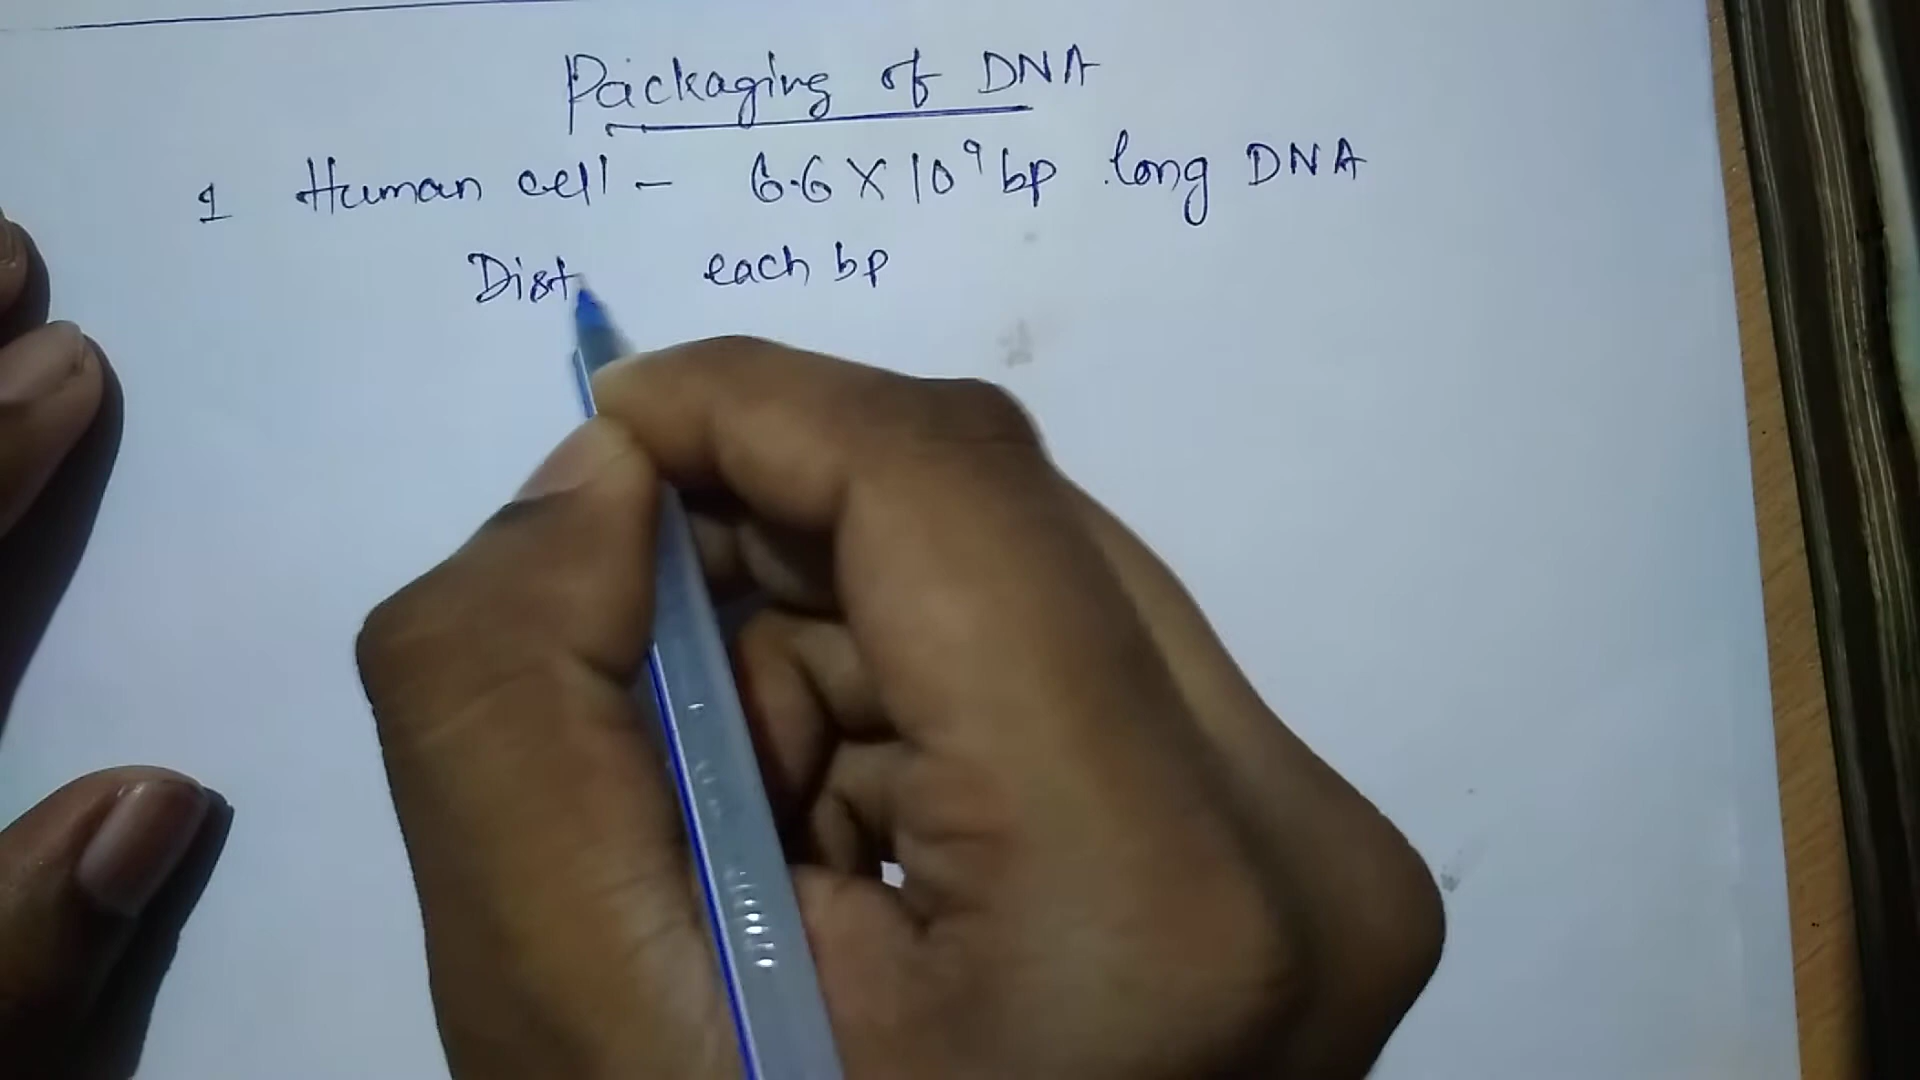 Packaging of DNA
1 Human cell - 6.6 X 10⁹ bp long DNA
Dist each bp